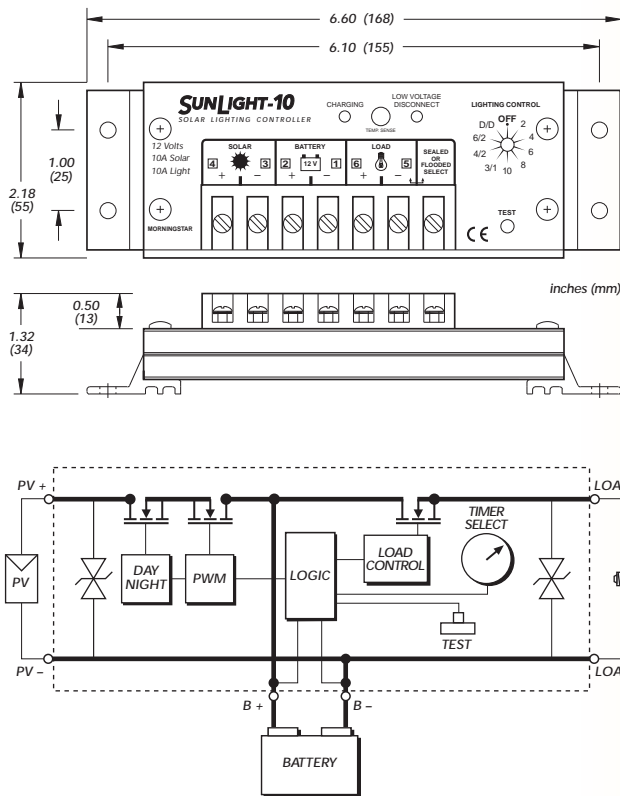 6.60 (168)
6.10 (155)
1.00
(25)
2.18
(55)
SUNLIGHT-10
SOLAR LIGHTING CONTROLLER
12 Volts
10A Solar
10A Light
CHARGING
LOW VOLTAGE
DISCONNECT
TEMP. SENSE
LIGHTING CONTROL
OFF
D/D 2
6/2 4
4/2 6
3/1 10 8
SOLAR
4 3
+ −
BATTERY
2 12 V 1
+ −
LOAD
6 5
+ −
SEALED
OR
FLOODED
SELECT
MORNINGSTAR
CE
TEST
inches (mm)
0.50
(13)
1.32
(34)
PV +
LOA
TIMER
SELECT
PV
DAY
NIGHT
PWM
LOGIC
LOAD
CONTROL
TEST
PV −
LOA
B +
B −
BATTERY